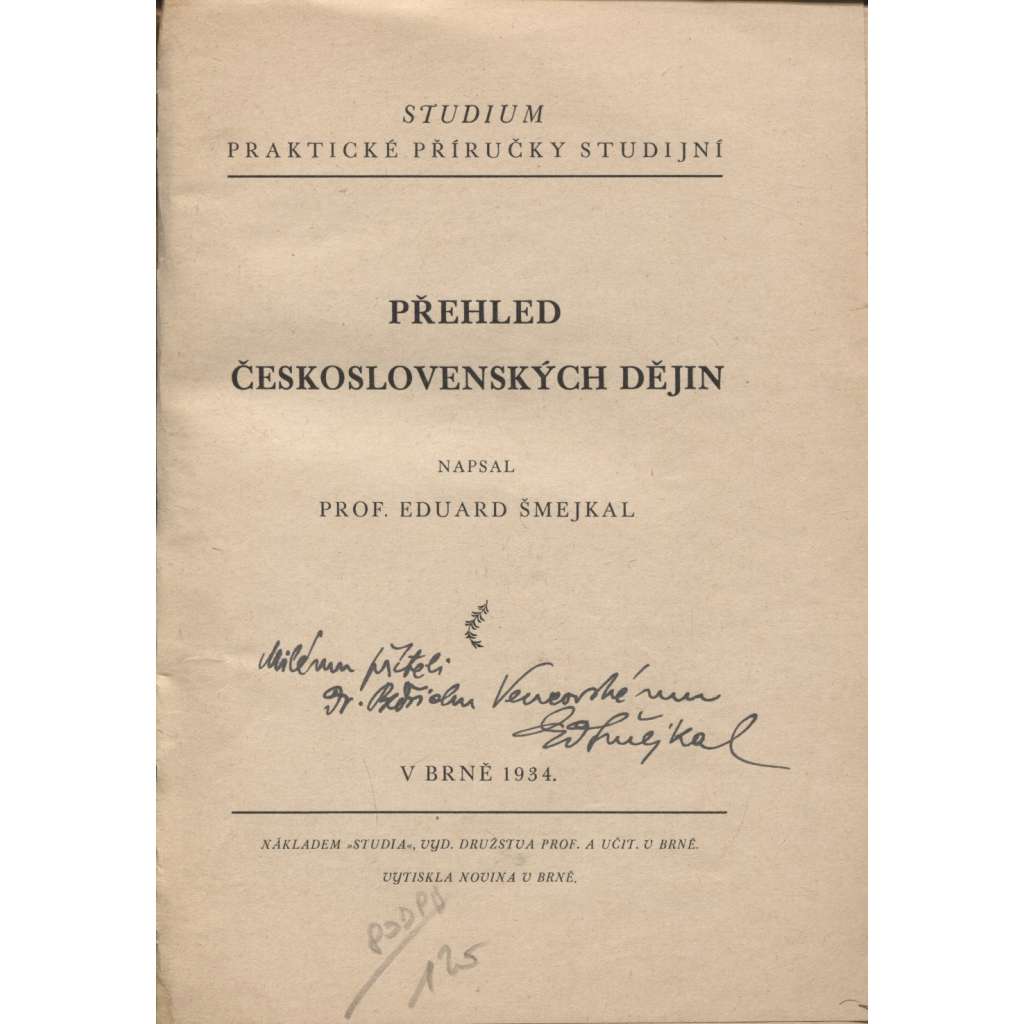 STUDIUM
PRAKTICKÉ PŘÍRUČKY STUDIJNÍ
PŘEHLED
ČESKOSLOVENSKÝCH DĚJIN
NAPSAL
PROF. EDUARD ŠMEJKAL
Milému příteli
Dr. Bedřichu Vencovskému
EdŠmejkal
V BRNĚ 1934.
NÁKLADEM »STUDIA«, VYD. DRUŽSTVA PROF. A UČIT. V BRNĚ.
VYTISKLA NOVINA V BRNĚ.
PODPIS
125